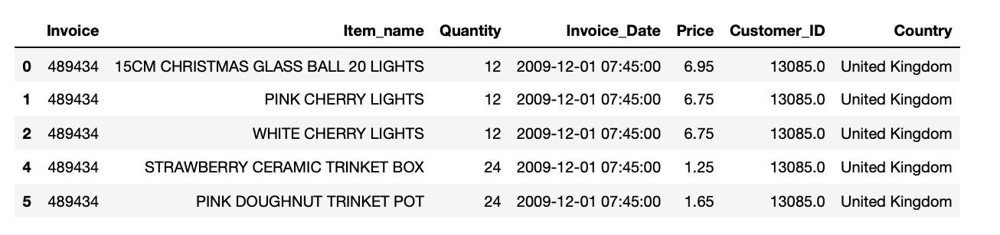 Invoice Item_name Quantity Invoice_Date Price Customer_ID Country
0 489434 15CM CHRISTMAS GLASS BALL 20 LIGHTS 12 2009-12-01 07:45:00 6.95 13085.0 United Kingdom
1 489434 PINK CHERRY LIGHTS 12 2009-12-01 07:45:00 6.75 13085.0 United Kingdom
2 489434 WHITE CHERRY LIGHTS 12 2009-12-01 07:45:00 6.75 13085.0 United Kingdom
4 489434 STRAWBERRY CERAMIC TRINKET BOX 24 2009-12-01 07:45:00 1.25 13085.0 United Kingdom
5 489434 PINK DOUGHNUT TRINKET POT 24 2009-12-01 07:45:00 1.65 13085.0 United Kingdom